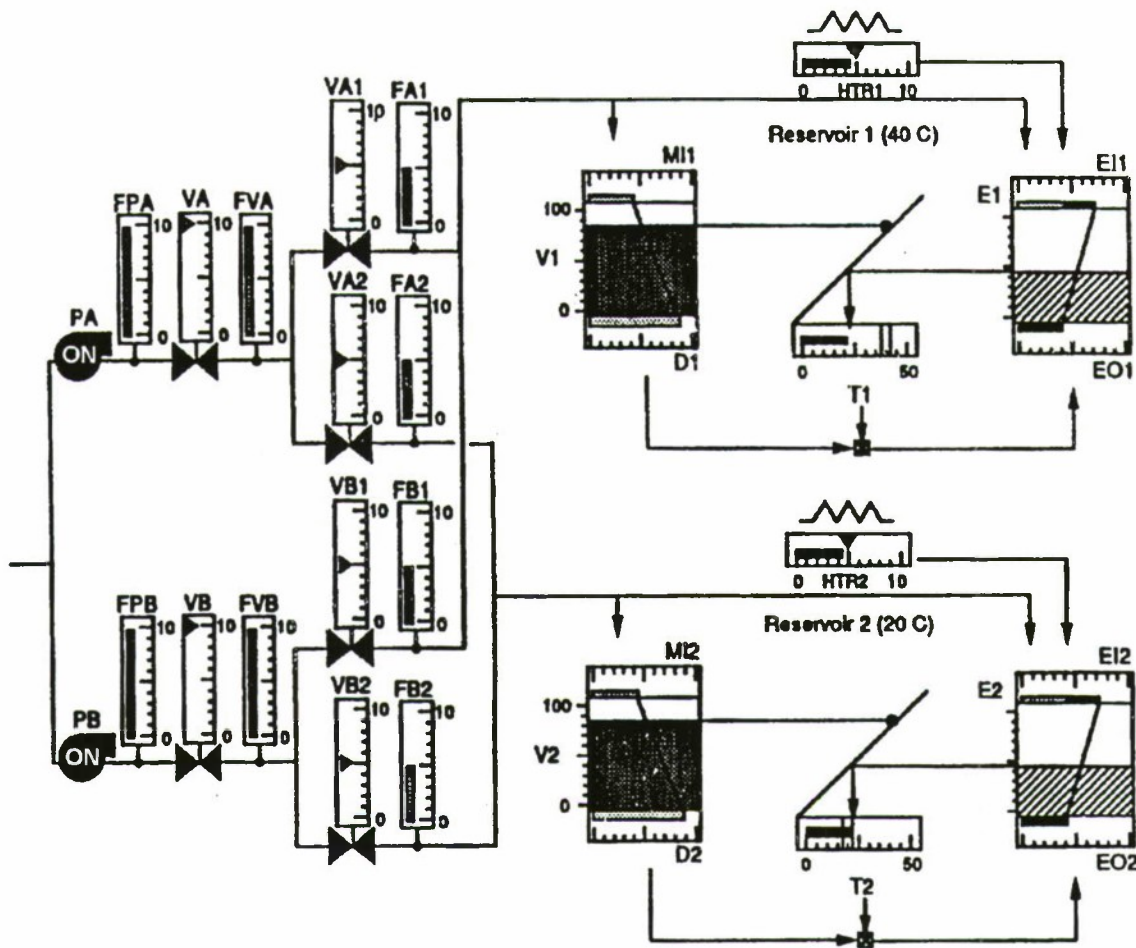 HTR1
0 10
VA1
FA1
10
10
0
0
Reservoir 1 (40 C)
MI1
EI1
FPA
VA
FVA
10
10
0
0
E1
100
V1
0
VA2
FA2
10
10
0
0
PA
ON
D1
0 50
EO1
T1
VB1
FB1
10
10
0
0
HTR2
0 10
Reservoir 2 (20 C)
FPB
VB
FVB
10
10
0
0
MI2
EI2
E2
100
V2
0
VB2
FB2
10
10
0
0
PB
ON
D2
0 50
EO2
T2